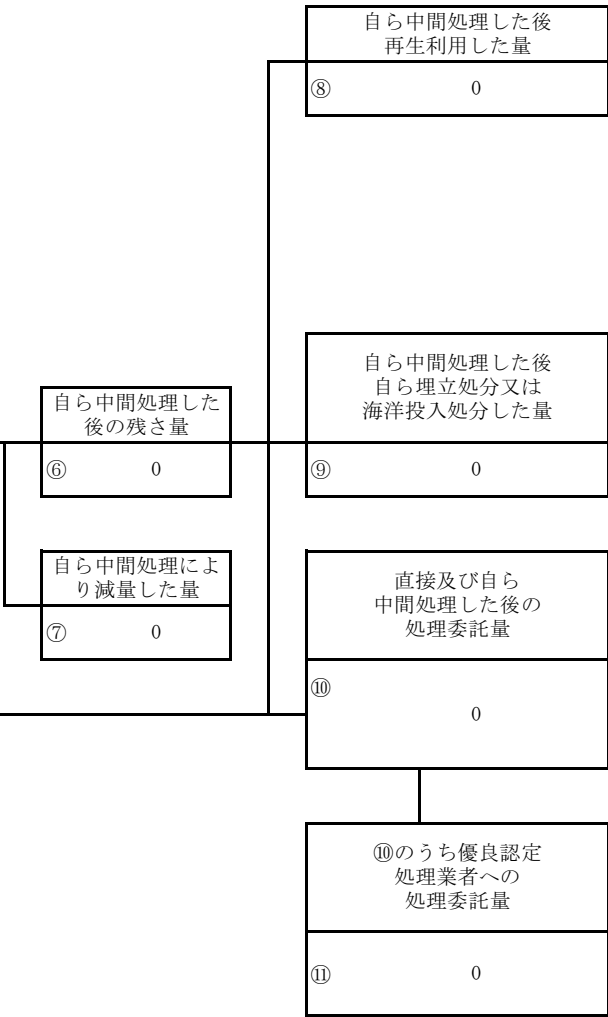 自ら中間処理した後
再生利用した量
⑧ 0
自ら中間処理した後
自ら埋立処分又は
海洋投入処分した量
⑨ 0
自ら中間処理した
後の残さ量
⑥ 0
自ら中間処理によ
り減量した量
⑦ 0
直接及び自ら
中間処理した後の
処理委託量
⑩
0
⑩のうち優良認定
処理業者への
処理委託量
⑪ 0